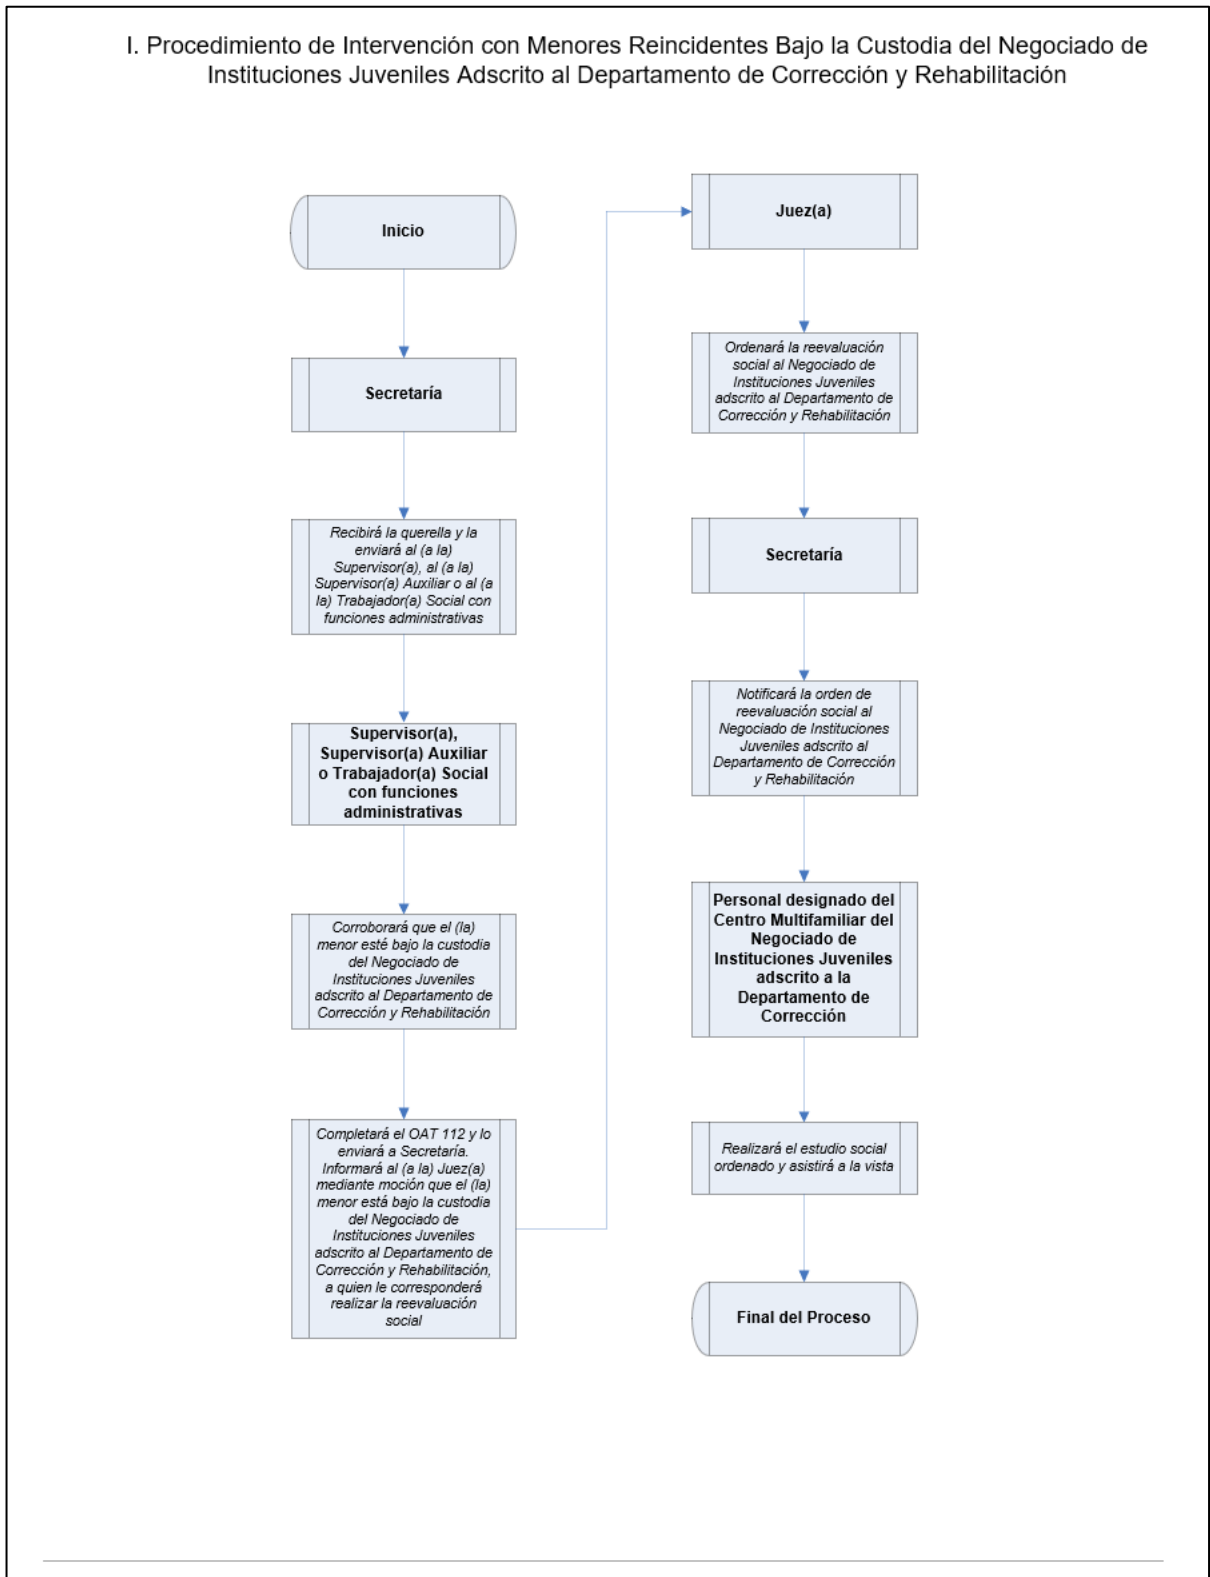 I. Procedimiento de Intervención con Menores Reincidentes Bajo la Custodia del Negociado de
Instituciones Juveniles Adscrito al Departamento de Corrección y Rehabilitación
Inicio
Secretaría
Recibirá la querella y la
enviará al (a la)
Supervisor(a), al (a la)
Supervisor(a) Auxiliar o al (a
la) Trabajador(a) Social con
funciones administrativas
Supervisor(a),
Supervisor(a) Auxiliar
o Trabajador(a) Social
con funciones
administrativas
Corroborará que el (la)
menor esté bajo la custodia
del Negociado de
Instituciones Juveniles
adscrito al Departamento de
Corrección y Rehabilitación
Completará el OAT 112 y lo
enviará a Secretaría.
Informará al (a la) Juez(a)
mediante moción que el (la)
menor está bajo la custodia
del Negociado de
Instituciones Juveniles
adscrito al Departamento de
Corrección y Rehabilitación,
a quien le corresponderá
realizar la reevaluación
social
Juez(a)
Ordenará la reevaluación
social al Negociado de
Instituciones Juveniles
adscrito al Departamento de
Corrección y Rehabilitación
Secretaría
Notificará la orden de
reevaluación social al
Negociado de Instituciones
Juveniles adscrito al
Departamento de Corrección
y Rehabilitación
Personal designado del
Centro Multifamiliar del
Negociado de
Instituciones Juveniles
adscrito a la
Departamento de
Corrección
Realizará el estudio social
ordenado y asistirá a la vista
Final del Proceso